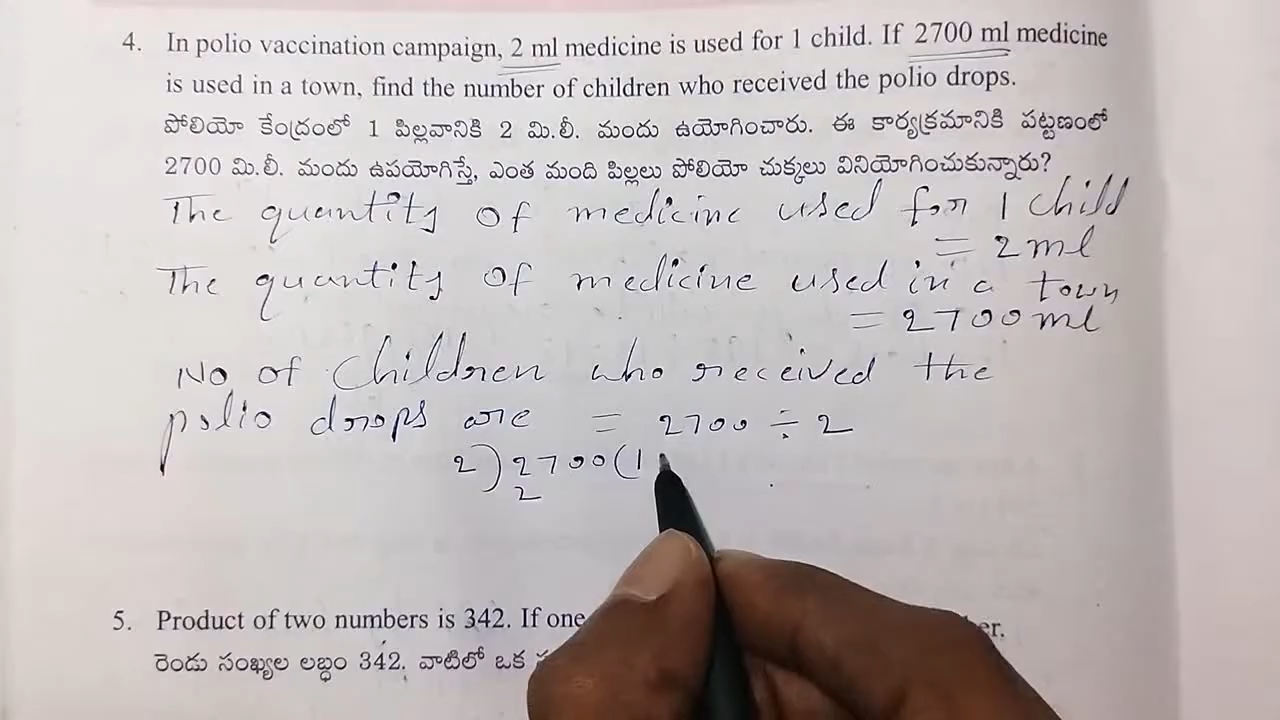 4. In polio vaccination campaign, 2 ml medicine is used for 1 child. If 2700 ml medicine
is used in a town, find the number of children who received the polio drops.
పోలియో కేంద్రంలో 1 పిల్లవానికి 2 మి.లీ. మందు ఉయోగించారు. ఈ కార్యక్రమానికి పట్టణంలో
2700 మి.లీ. మందు ఉపయోగిస్తే, ఎంత మంది పిల్లలు పోలియో చుక్కలు వినియోగించుకున్నారు?
The quantity of medicine used for 1 child
= 2ml
The quantity of medicine used in a town
= 2700ml
No of children who received the
polio drops are = 2700 ÷ 2
2)2700(1
2
5. Product of two numbers is 342. If one
రెండు సంఖ్యల లబ్ధం 342. వాటిలో ఒక